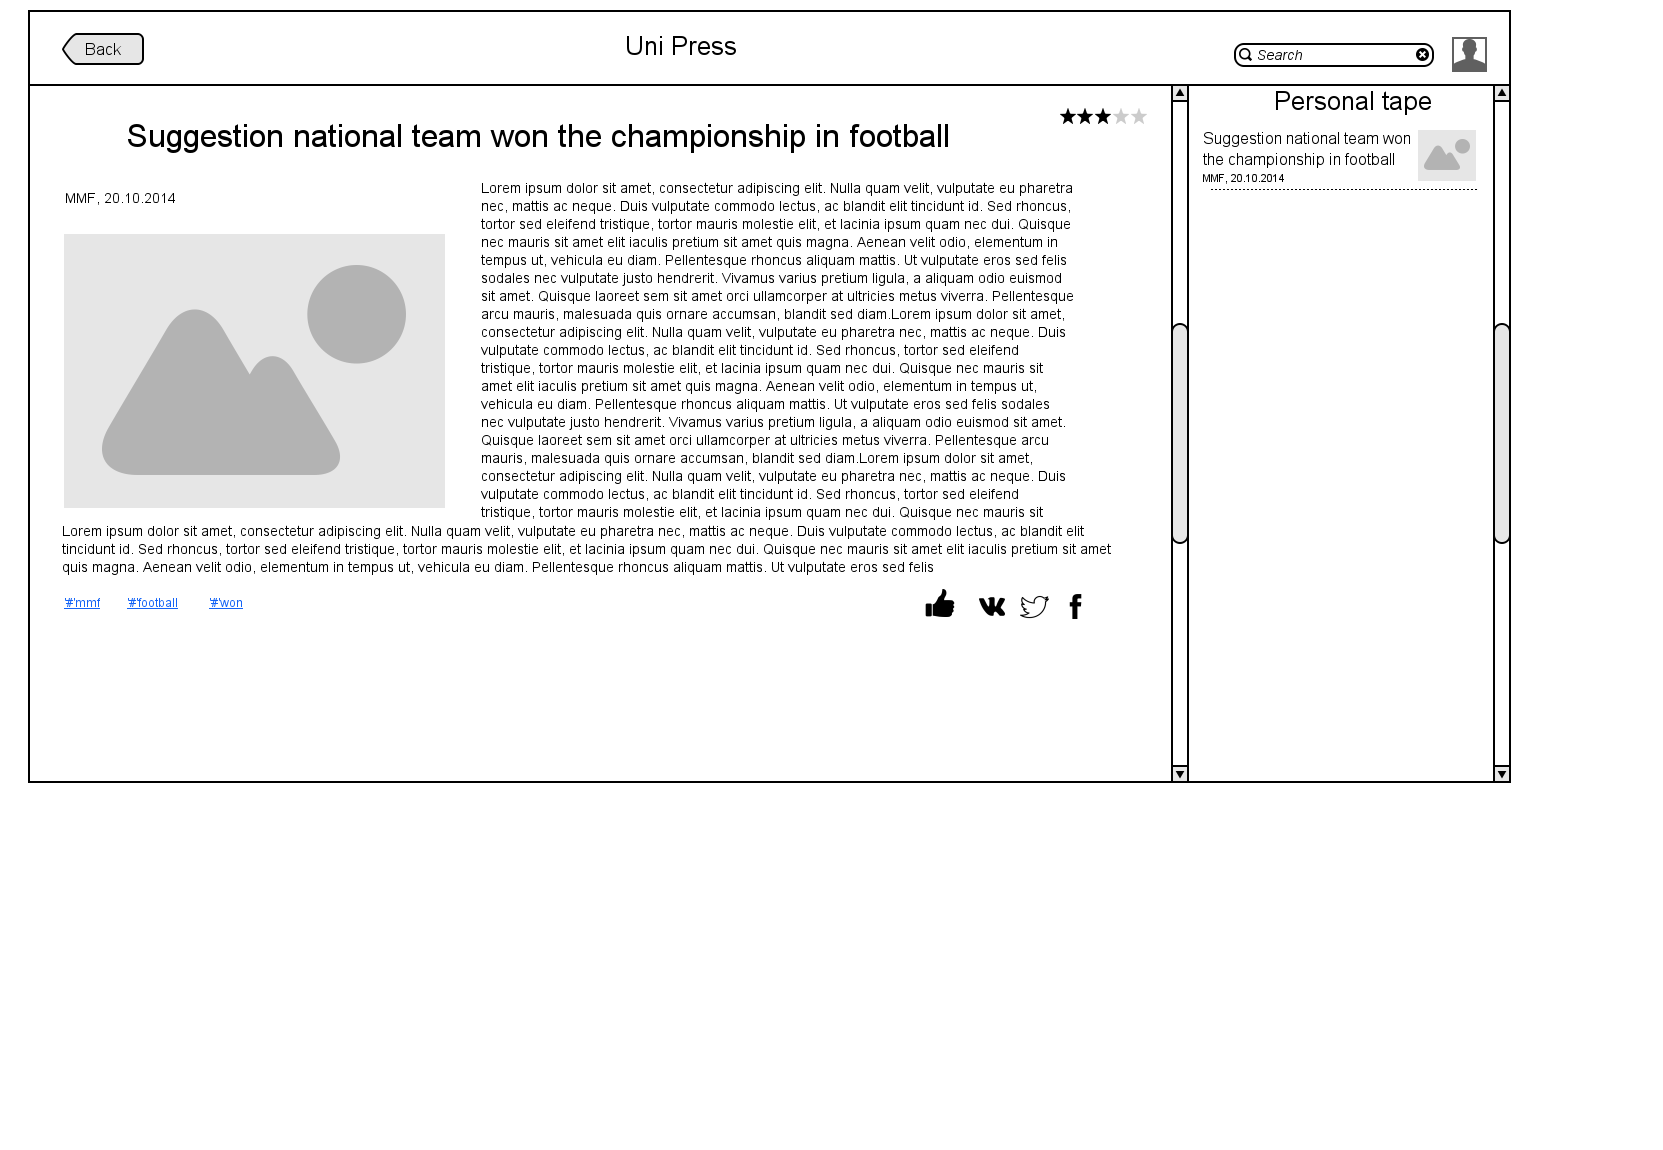 Back
Uni Press
Search
Suggestion national team won the championship in football
MMF, 20.10.2014
Lorem ipsum dolor sit amet, consectetur adipiscing elit. Nulla quam velit, vulputate eu pharetra
nec, mattis ac neque. Duis vulputate commodo lectus, ac blandit elit tincidunt id. Sed rhoncus,
tortor sed eleifend tristique, tortor mauris molestie elit, et lacinia ipsum quam nec dui. Quisque
nec mauris sit amet elit iaculis pretium sit amet quis magna. Aenean velit odio, elementum in
tempus ut, vehicula eu diam. Pellentesque rhoncus aliquam mattis. Ut vulputate eros sed felis
sodales nec vulputate justo hendrerit. Vivamus varius pretium ligula, a aliquam odio euismod
sit amet. Quisque laoreet sem sit amet orci ullamcorper at ultricies metus viverra. Pellentesque
arcu mauris, malesuada quis ornare accumsan, blandit sed diam.Lorem ipsum dolor sit amet,
consectetur adipiscing elit. Nulla quam velit, vulputate eu pharetra nec, mattis ac neque. Duis
vulputate commodo lectus, ac blandit elit tincidunt id. Sed rhoncus, tortor sed eleifend
tristique, tortor mauris molestie elit, et lacinia ipsum quam nec dui. Quisque nec mauris sit
amet elit iaculis pretium sit amet quis magna. Aenean velit odio, elementum in tempus ut,
vehicula eu diam. Pellentesque rhoncus aliquam mattis. Ut vulputate eros sed felis sodales
nec vulputate justo hendrerit. Vivamus varius pretium ligula, a aliquam odio euismod sit amet.
Quisque laoreet sem sit amet orci ullamcorper at ultricies metus viverra. Pellentesque arcu
mauris, malesuada quis ornare accumsan, blandit sed diam.Lorem ipsum dolor sit amet,
consectetur adipiscing elit. Nulla quam velit, vulputate eu pharetra nec, mattis ac neque. Duis
vulputate commodo lectus, ac blandit elit tincidunt id. Sed rhoncus, tortor sed eleifend
tristique, tortor mauris molestie elit, et lacinia ipsum quam nec dui. Quisque nec mauris sit
Lorem ipsum dolor sit amet, consectetur adipiscing elit. Nulla quam velit, vulputate eu pharetra nec, mattis ac neque. Duis vulputate commodo lectus, ac blandit elit
tincidunt id. Sed rhoncus, tortor sed eleifend tristique, tortor mauris molestie elit, et lacinia ipsum quam nec dui. Quisque nec mauris sit amet elit iaculis pretium sit amet
quis magna. Aenean velit odio, elementum in tempus ut, vehicula eu diam. Pellentesque rhoncus aliquam mattis. Ut vulputate eros sed felis
'#'mmf '#'football '#'won
Personal tape
Suggestion national team won
the championship in football
MMF, 20.10.2014